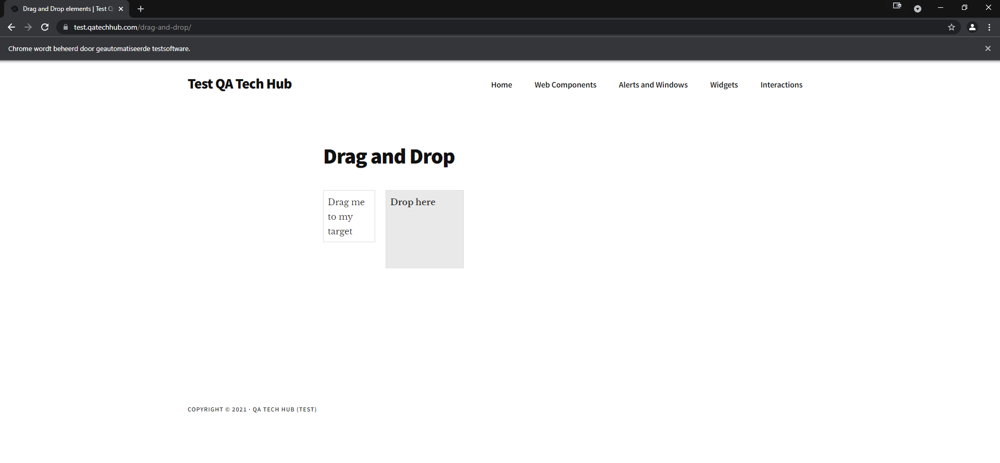 Drag and Drop elements | Test Q
test.qatechhub.com/drag-and-drop/
Chrome wordt beheerd door geautomatiseerde testsoftware.
Test QA Tech Hub
Home Web Components Alerts and Windows Widgets Interactions
Drag and Drop
Drag me
to my
target
Drop here
COPYRIGHT © 2021 · QA TECH HUB (TEST)